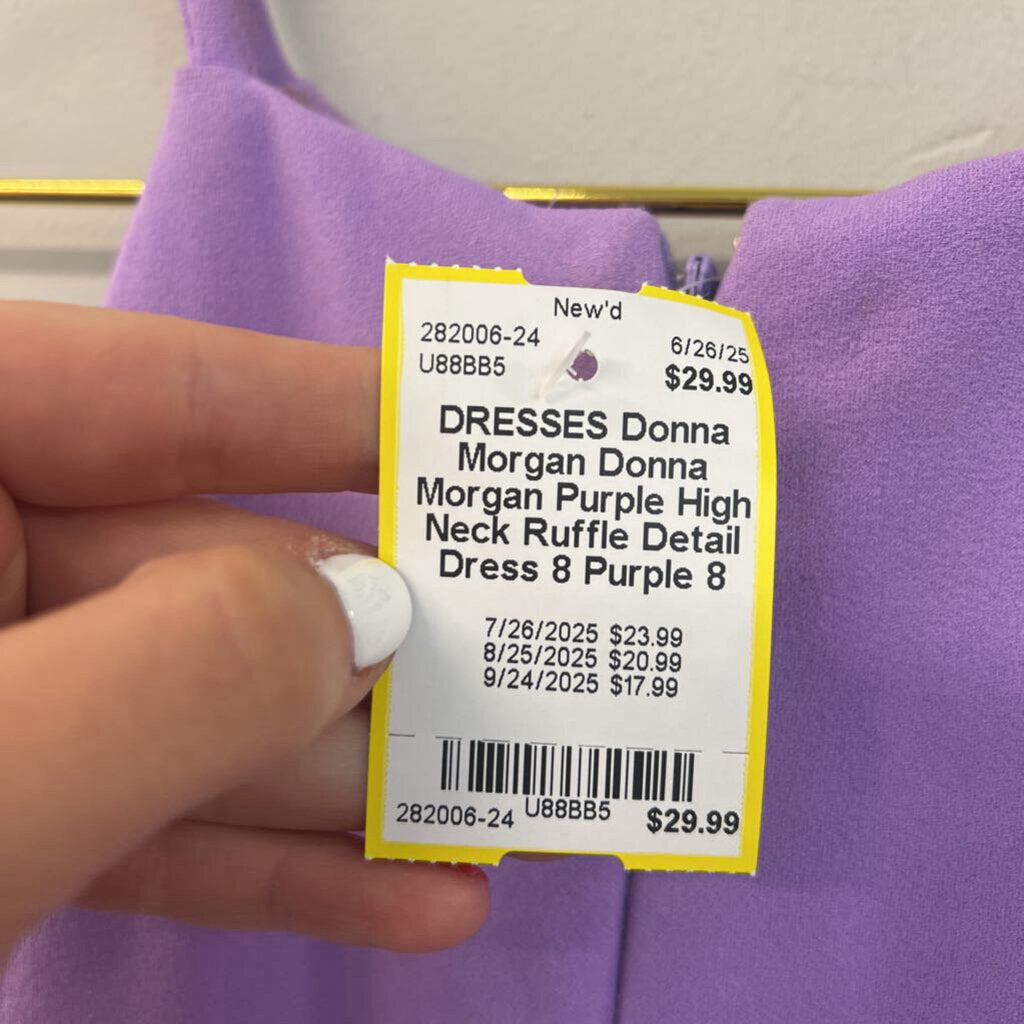 New'd
282006-24
U88BB5
6/26/25
$29.99
DRESSES Donna
Morgan Donna
Morgan Purple High
Neck Ruffle Detail
Dress 8 Purple 8
7/26/2025 $23.99
8/25/2025 $20.99
9/24/2025 $17.99
282006-24 U88BB5 $29.99